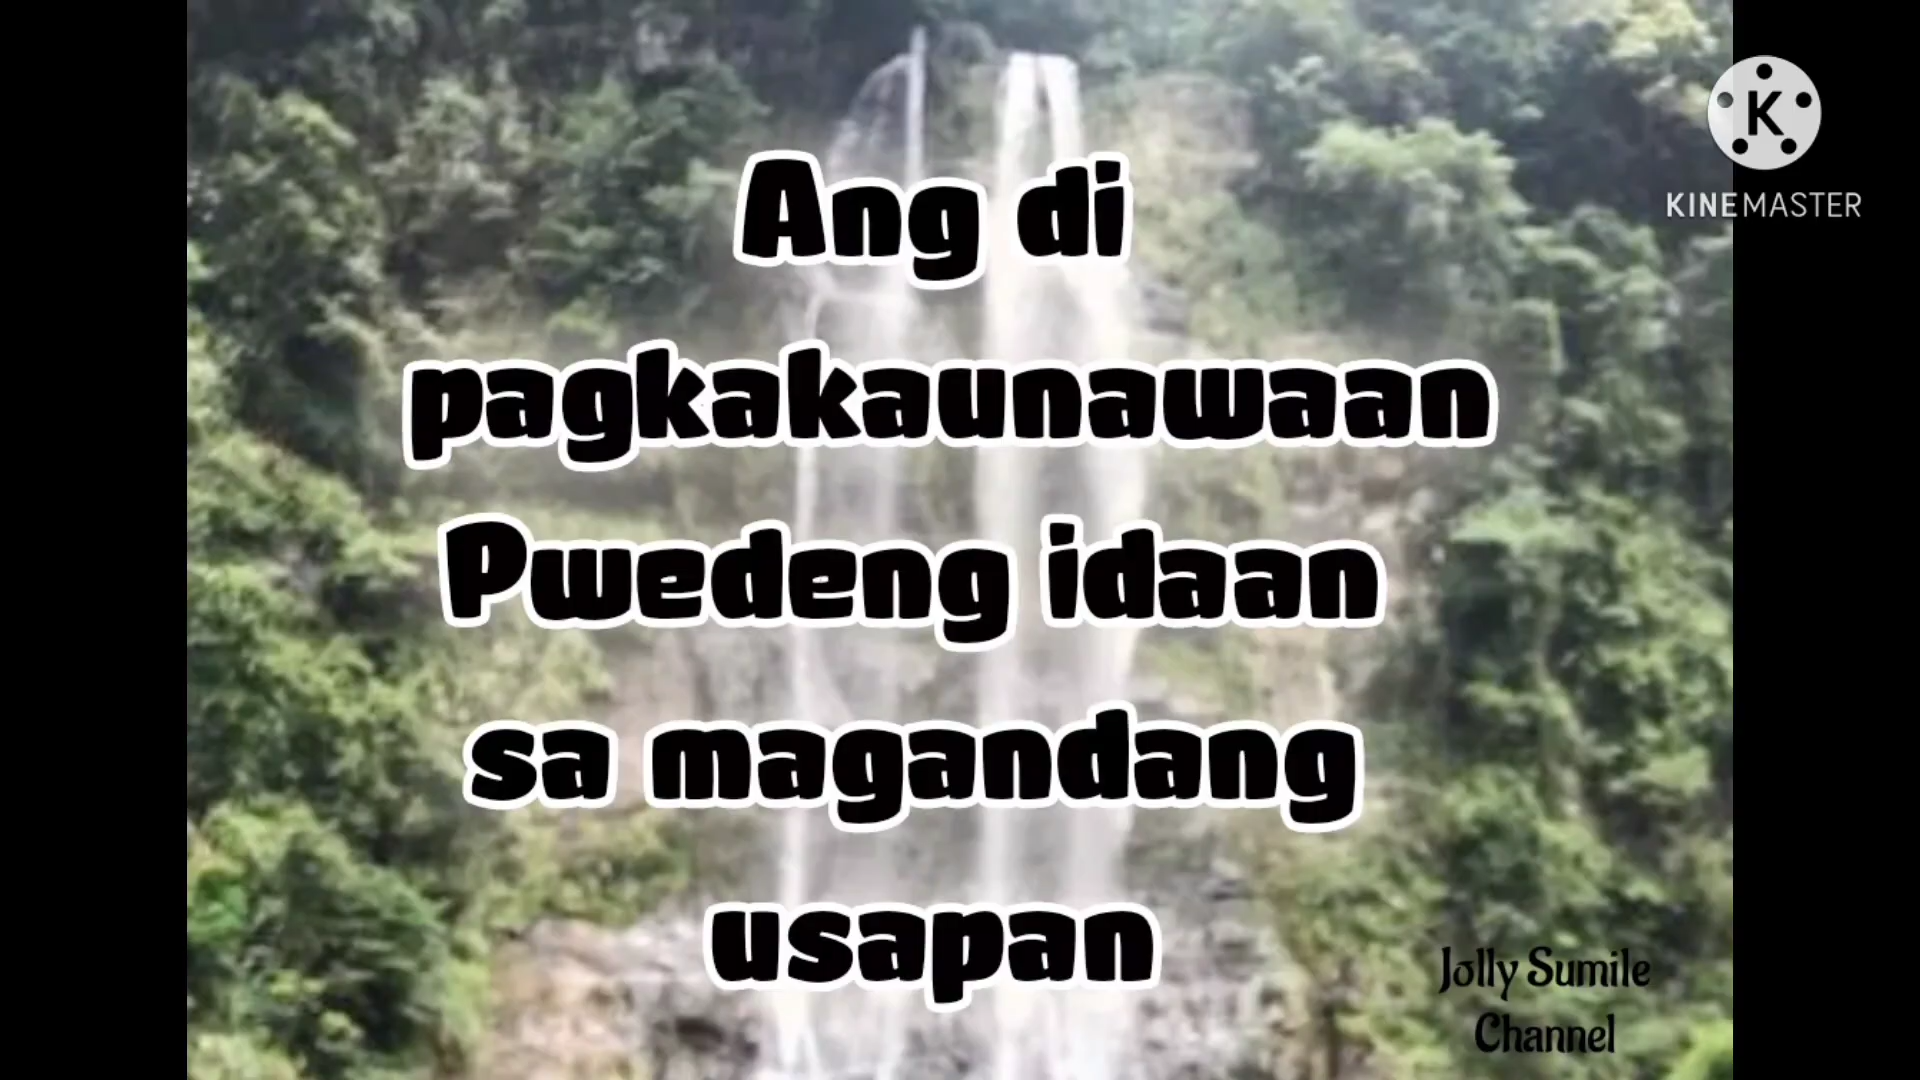 Ang di
pagkakaunawaan
Pwedeng idaan
sa magandang
usapan
K
KINEMASTER
Jolly Sumile
Channel